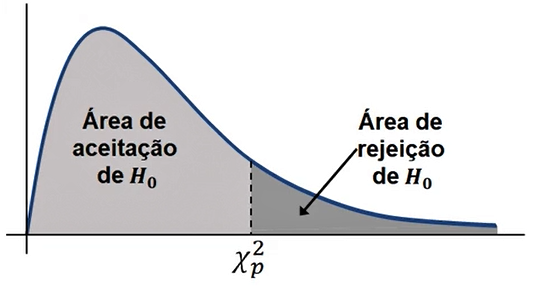 Área de
aceitação
de H₀
Área de
rejeição
de H₀
χ²ₚ